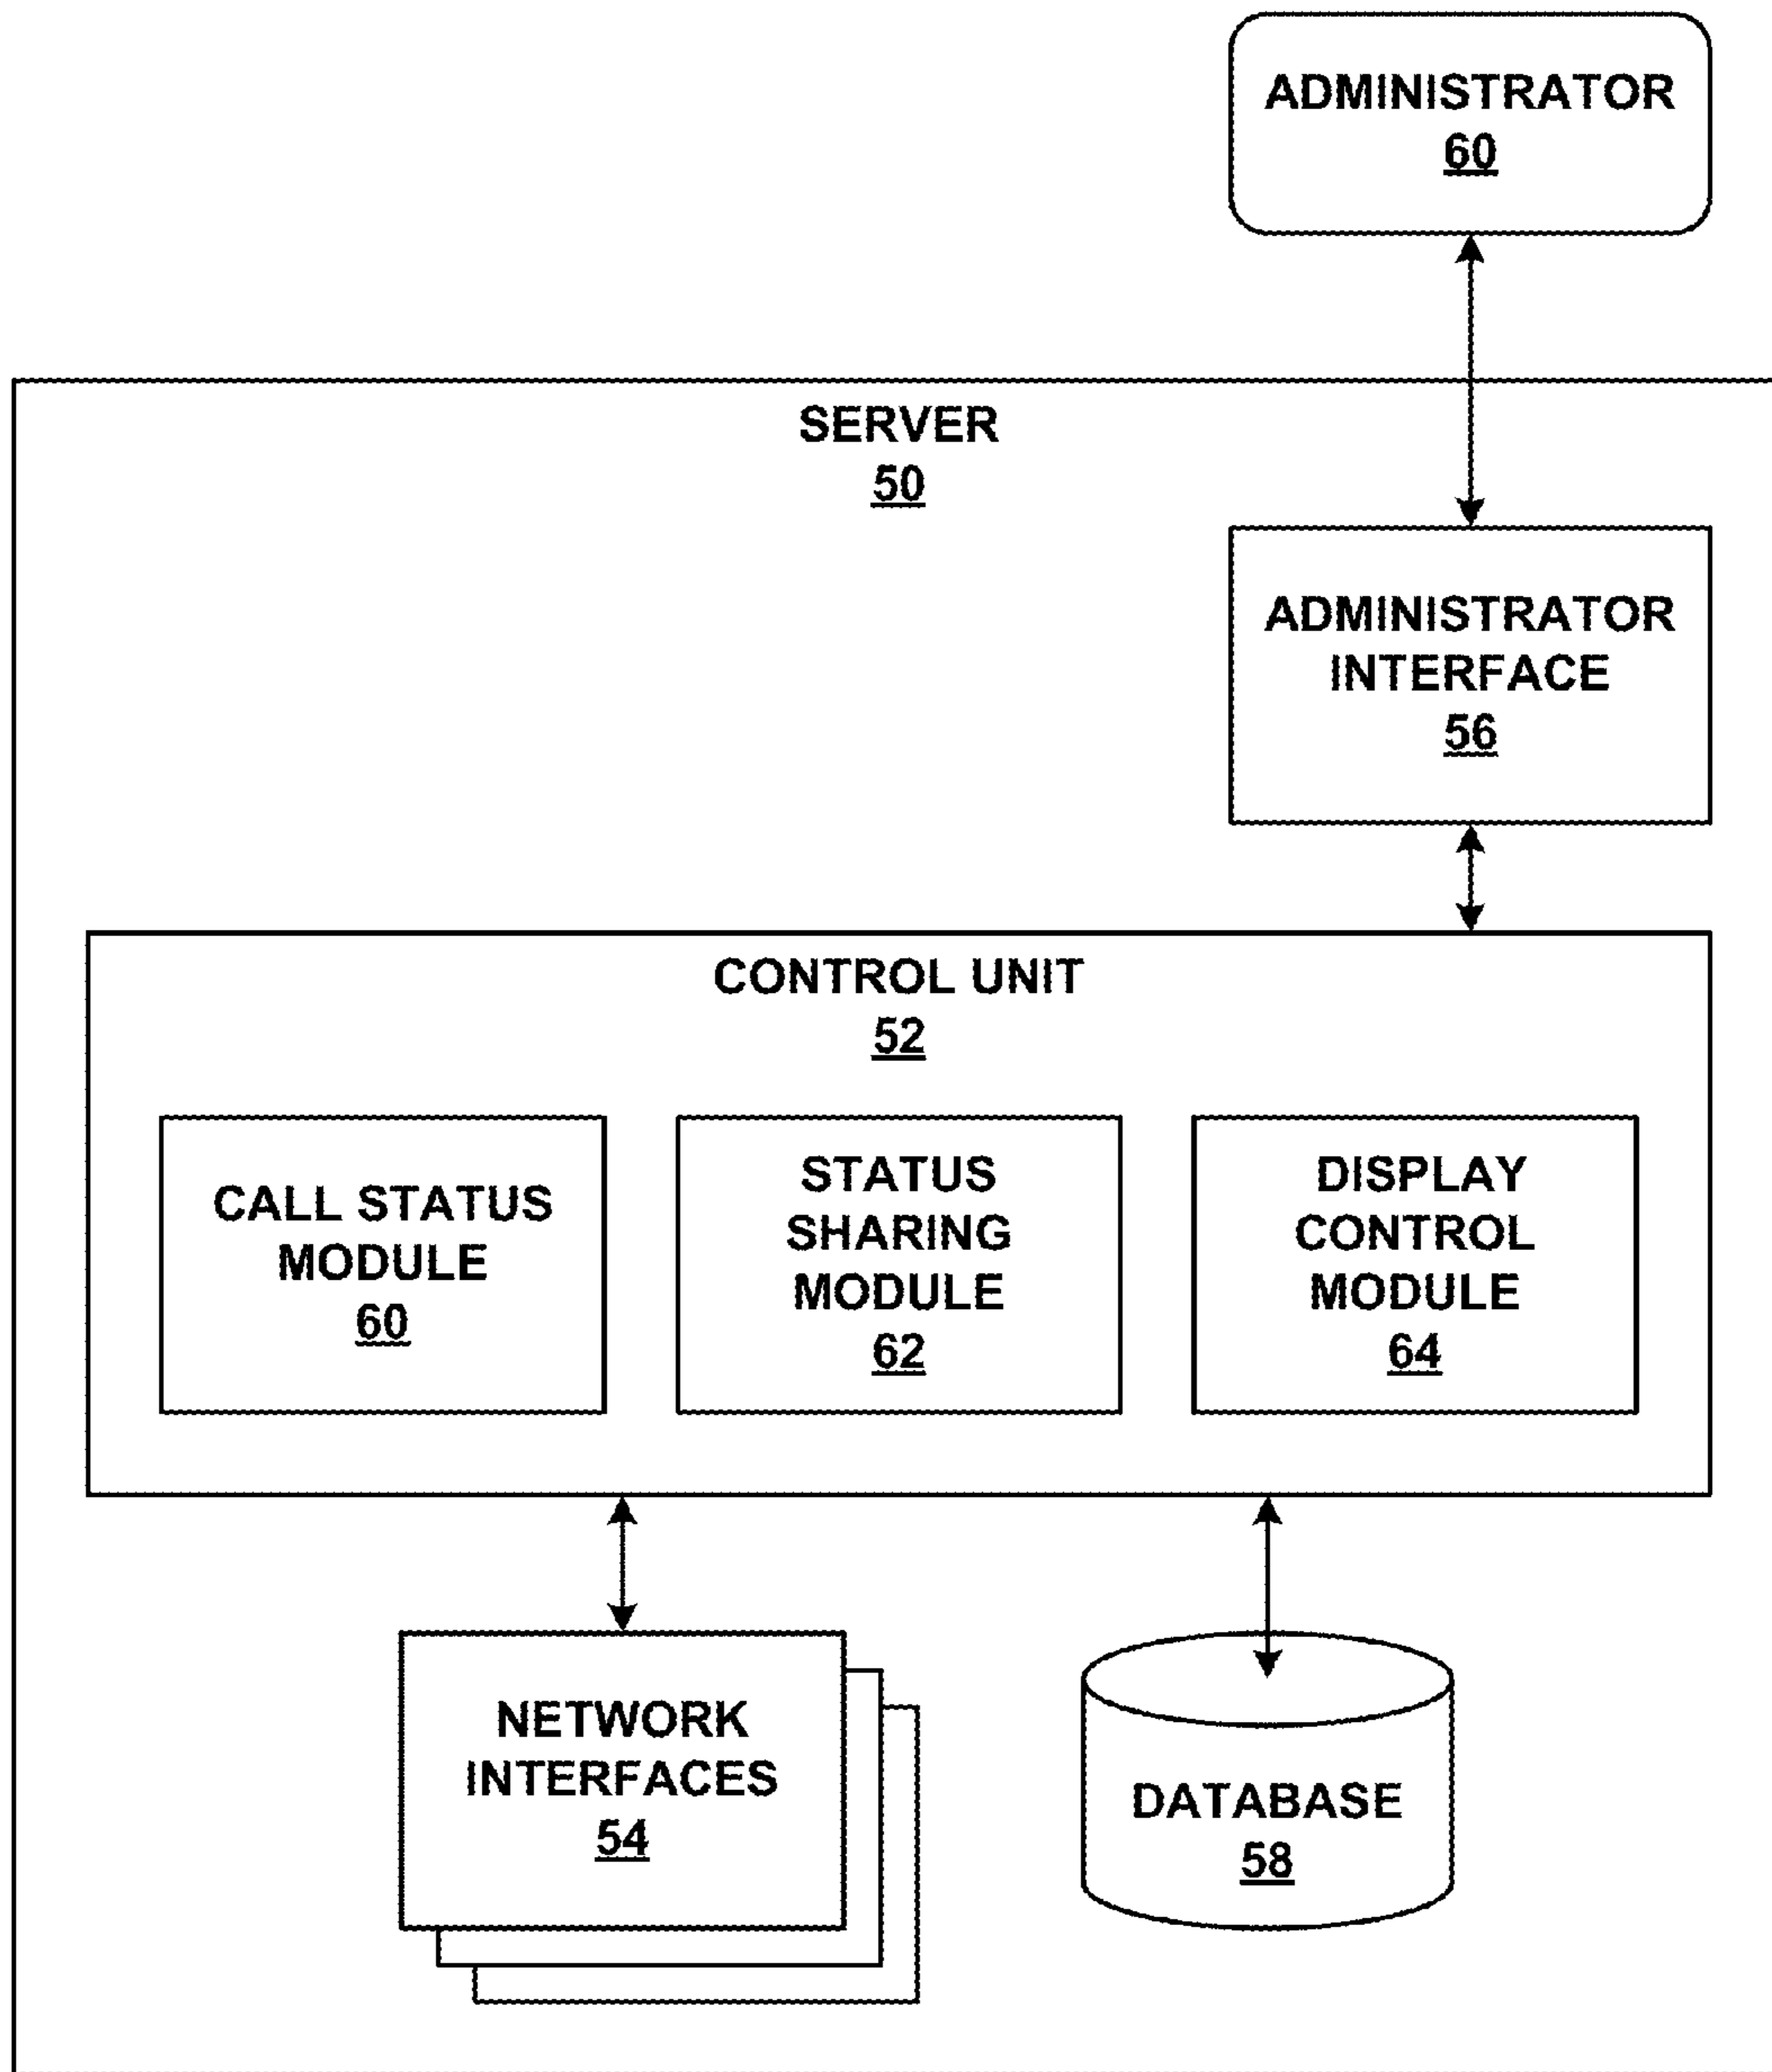 ADMINISTRATOR
60
SERVER
50
ADMINISTRATOR
INTERFACE
56
CONTROL UNIT
52
CALL STATUS
MODULE
60
STATUS
SHARING
MODULE
62
DISPLAY
CONTROL
MODULE
64
NETWORK
INTERFACES
54
DATABASE
58